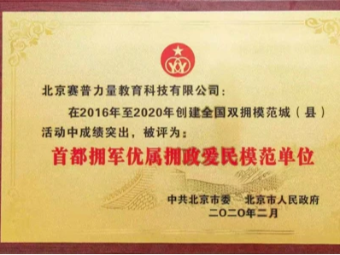 北京赛普力量教育科技有限公司：
在2016年至2020年创建全国双拥模范城（县）
活动中成绩突出，被评为：
首都拥军优属拥政爱民模范单位
中共北京市委 北京市人民政府
二〇二〇年二月